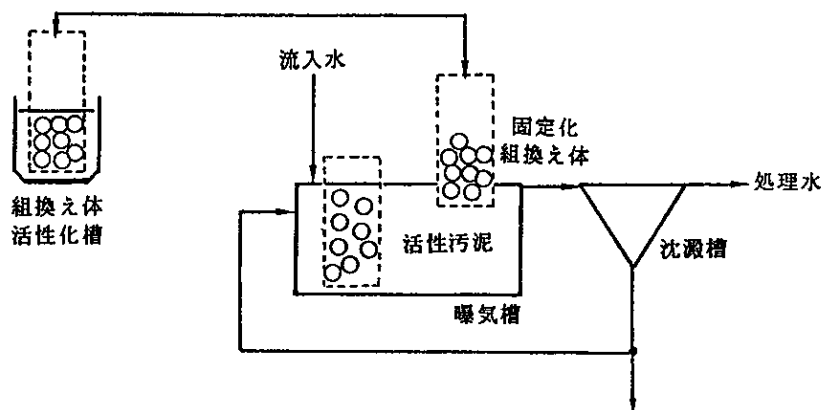 流入水
固定化
組換え体
処理水
組換え体
活性化槽
活性汚泥
沈澱槽
曝気槽